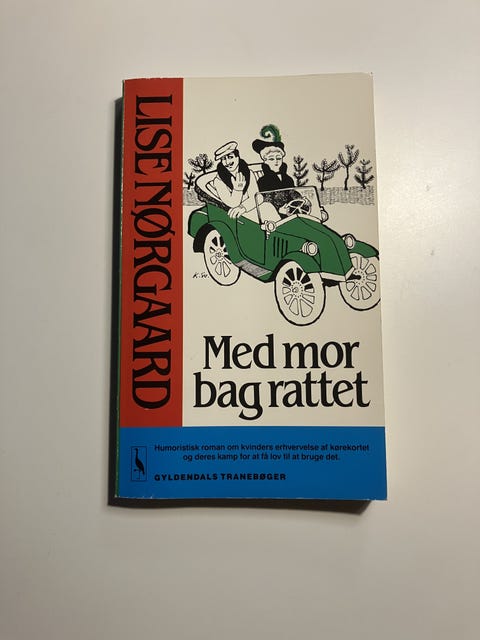 LISE NØRGAARD
K. Sv
Med mor
bag rattet
Humoristisk roman om kvinders erhvervelse af kørekortet
og deres kamp for at få lov til at bruge det.
GYLDENDALS TRANEBØGER